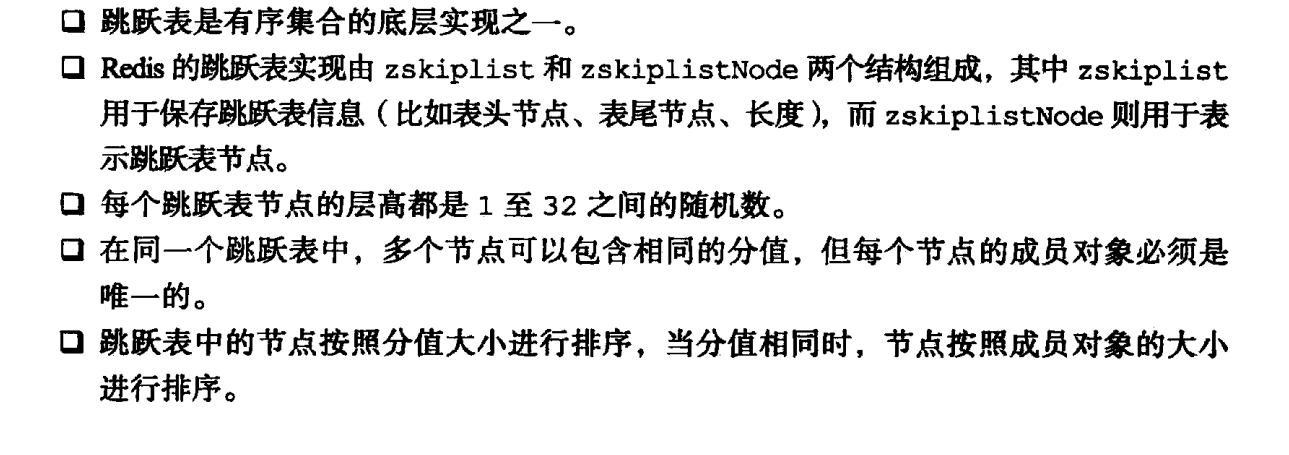 ❑ 跳跃表是有序集合的底层实现之一。
❑ Redis 的跳跃表实现由 zskiplist 和 zskiplistNode 两个结构组成，其中 zskiplist
用于保存跳跃表信息（比如表头节点、表尾节点、长度），而 zskiplistNode 则用于表
示跳跃表节点。
❑ 每个跳跃表节点的层高都是 1 至 32 之间的随机数。
❑ 在同一个跳跃表中，多个节点可以包含相同的分值，但每个节点的成员对象必须是
唯一的。
❑ 跳跃表中的节点按照分值大小进行排序，当分值相同时，节点按照成员对象的大小
进行排序。